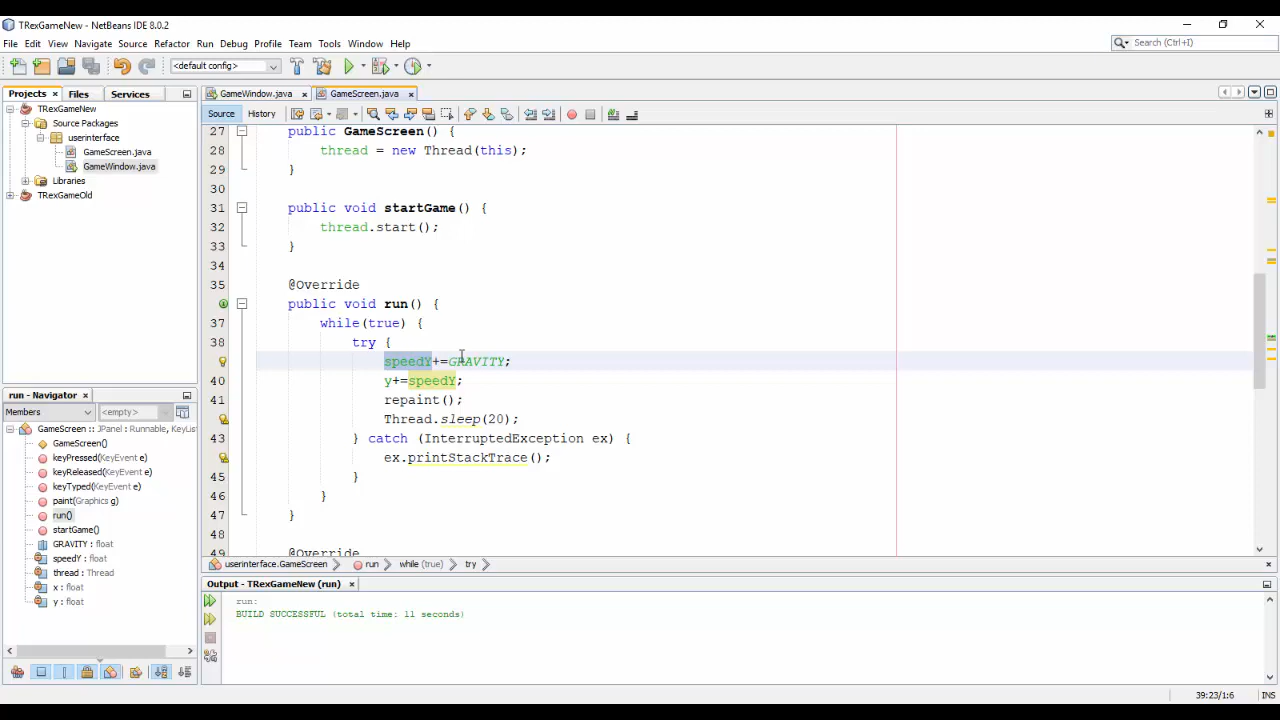 TRexGameNew - NetBeans IDE 8.0.2
File Edit View Navigate Source Refactor Run Debug Profile Team Tools Window Help
Search (Ctrl+I)
<default config>
Projects Files Services
GameWindow.java GameScreen.java
TRexGameNew
Source Packages
userinterface
GameScreen.java
GameWindow.java
Libraries
TRexGameOld
Source History
27 public GameScreen() {
28 thread = new Thread(this);
29 }
30
31 public void startGame() {
32 thread.start();
33 }
34
35 @Override
public void run() {
37 while(true) {
38 try {
speedY+=GRAVITY;
40 y+=speedY;
41 repaint();
Thread.sleep(20);
43 } catch (InterruptedException ex) {
ex.printStackTrace();
45 }
46 }
47 }
48
49 @Override
run - Navigator
Members <empty>
GameScreen :: JPanel : Runnable, KeyList
GameScreen()
keyPressed(KeyEvent e)
keyReleased(KeyEvent e)
keyTyped(KeyEvent e)
paint(Graphics g)
run()
startGame()
GRAVITY : float
speedY : float
thread : Thread
x : float
y : float
userinterface.GameScreen run while (true) try
Output - TRexGameNew (run)
run:
BUILD SUCCESSFUL (total time: 11 seconds)
39:23/1:6 INS